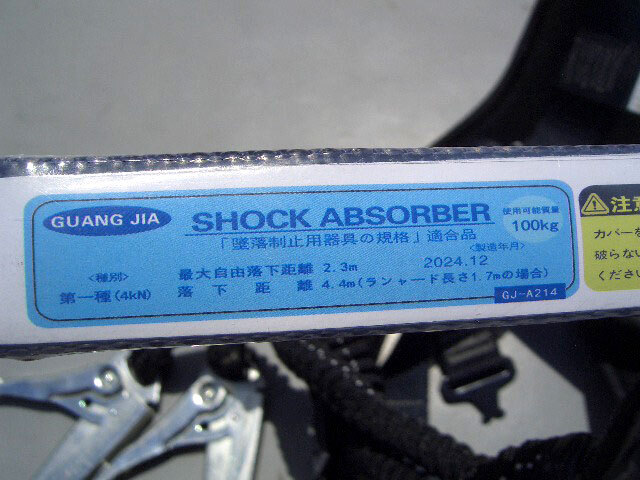 GUANG JIA
SHOCK ABSORBER
使用可能質量
100kg
「墜落制止用器具の規格」適合品
<製造年月>
2024.12
<種別>
第一種(4kN)
最大自由落下距離 2.3m
落下距離 4.4m(ランヤード長さ1.7mの場合)
GJ-A214
注意
カバーを
破らない
ください